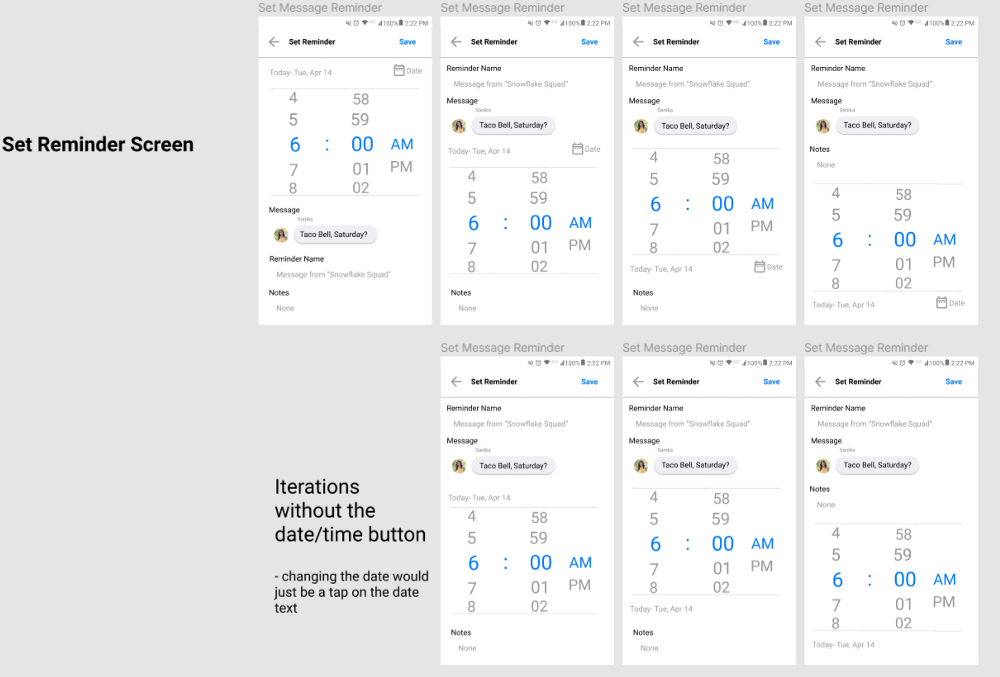 Set Message Reminder
Set Message Reminder
Set Message Reminder
Set Message Reminder
100% 2:22 PM
Set Reminder Save
Today- Tue, Apr 14 Date
4 58
5 59
6 : 00 AM
7 01 PM
8 02
Message
Sanika
Taco Bell, Saturday?
Reminder Name
Message from "Snowflake Squad"
Notes
None
100% 2:22 PM
Set Reminder Save
Reminder Name
Message from "Snowflake Squad"
Message
Sanika
Taco Bell, Saturday?
Today- Tue, Apr 14 Date
4 58
5 59
6 : 00 AM
7 01 PM
8 02
Notes
None
100% 2:22 PM
Set Reminder Save
Reminder Name
Message from "Snowflake Squad"
Message
Sanika
Taco Bell, Saturday?
4 58
5 59
6 : 00 AM
7 01 PM
8 02
Today- Tue, Apr 14 Date
Notes
None
100% 2:22 PM
Set Reminder Save
Reminder Name
Message from "Snowflake Squad"
Message
Sanika
Taco Bell, Saturday?
Notes
None
4 58
5 59
6 : 00 AM
7 01 PM
8 02
Today- Tue, Apr 14 Date
Set Reminder Screen
Set Message Reminder
Set Message Reminder
Set Message Reminder
Iterations
without the
date/time button
- changing the date would
just be a tap on the date
text
100% 2:22 PM
Set Reminder Save
Reminder Name
Message from "Snowflake Squad"
Message
Sanika
Taco Bell, Saturday?
Today- Tue, Apr 14
4 58
5 59
6 : 00 AM
7 01 PM
8 02
Notes
None
100% 2:22 PM
Set Reminder Save
Reminder Name
Message from "Snowflake Squad"
Message
Sanika
Taco Bell, Saturday?
4 58
5 59
6 : 00 AM
7 01 PM
8 02
Today- Tue, Apr 14
Notes
None
100% 2:22 PM
Set Reminder Save
Reminder Name
Message from "Snowflake Squad"
Message
Sanika
Taco Bell, Saturday?
Notes
None
4 58
5 59
6 : 00 AM
7 01 PM
8 02
Today- Tue, Apr 14